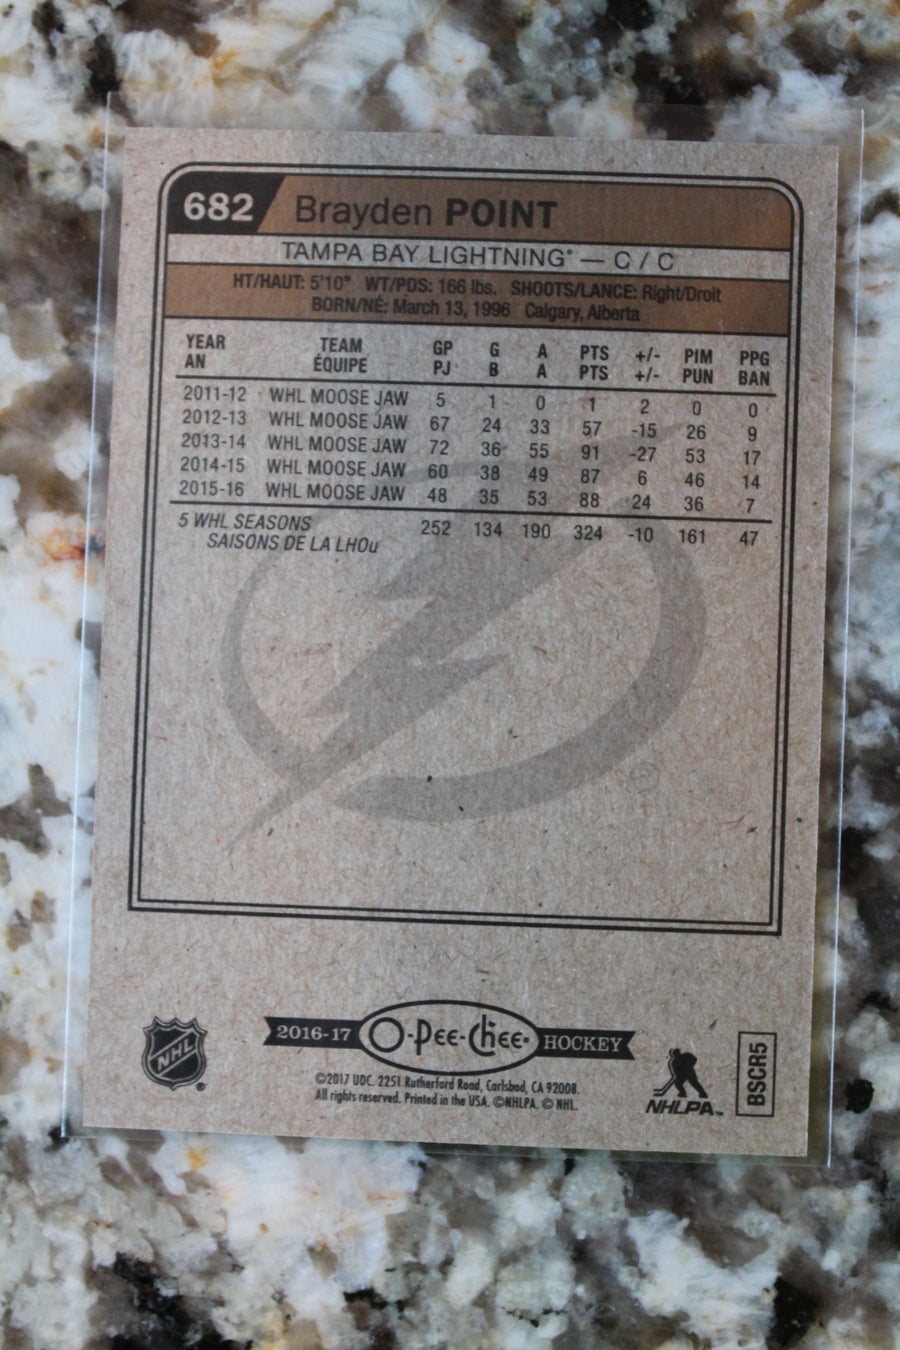 682 Brayden POINT
TAMPA BAY LIGHTNING® — C / C
HT/HAUT: 5'10" WT/PDS: 166 lbs. SHOOTS/LANCE: Right/Droit
BORN/NÉ: March 13, 1996 Calgary, Alberta
YEAR TEAM GP G A PTS +/- PIM PPG
AN ÉQUIPE PJ B A PTS +/- PUN BAN
2011-12 WHL MOOSE JAW 5 1 0 1 2 0 0
2012-13 WHL MOOSE JAW 67 24 33 57 -15 26 9
2013-14 WHL MOOSE JAW 72 36 55 91 -27 53 17
2014-15 WHL MOOSE JAW 60 38 49 87 6 46 14
2015-16 WHL MOOSE JAW 48 35 53 88 24 36 7
5 WHL SEASONS 252 134 190 324 -10 161 47
SAISONS DE LA LHOu
2016-17 O-Pee-Chee® HOCKEY
NHL®
©2017 UDC. 2251 Rutherford Road, Carlsbad, CA 92008.
All rights reserved. Printed in the USA. ©NHLPA. © NHL.
NHLPA™
BSCR5